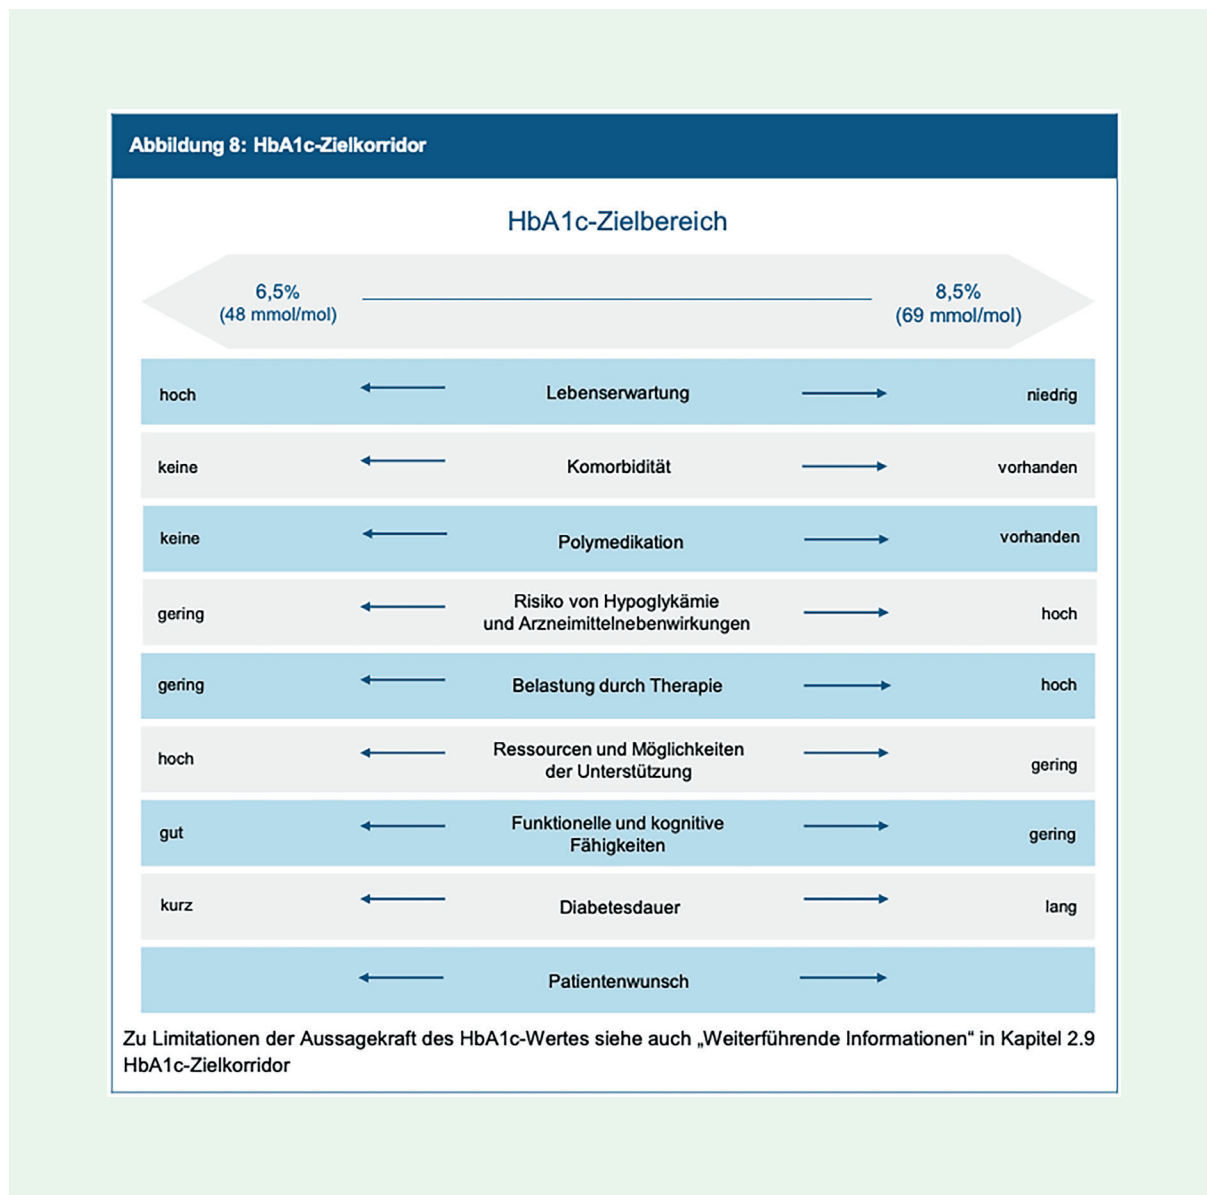 Abbildung 8: HbA1c-Zielkorridor
HbA1c-Zielbereich
6,5% 8,5%
(48 mmol/mol) (69 mmol/mol)
hoch Lebenserwartung niedrig
keine Komorbidität vorhanden
keine Polymedikation vorhanden
Risiko von Hypoglykämie
gering und Arzneimittelnebenwirkungen hoch
gering Belastung durch Therapie hoch
hoch Ressourcen und Möglichkeiten
der Unterstützung gering
gut Funktionelle und kognitive gering
Fähigkeiten
kurz Diabetesdauer lang
Patientenwunsch
Zu Limitationen der Aussagekraft des HbA1c-Wertes siehe auch „Weiterführende Informationen“ in Kapitel 2.9
HbA1c-Zielkorridor